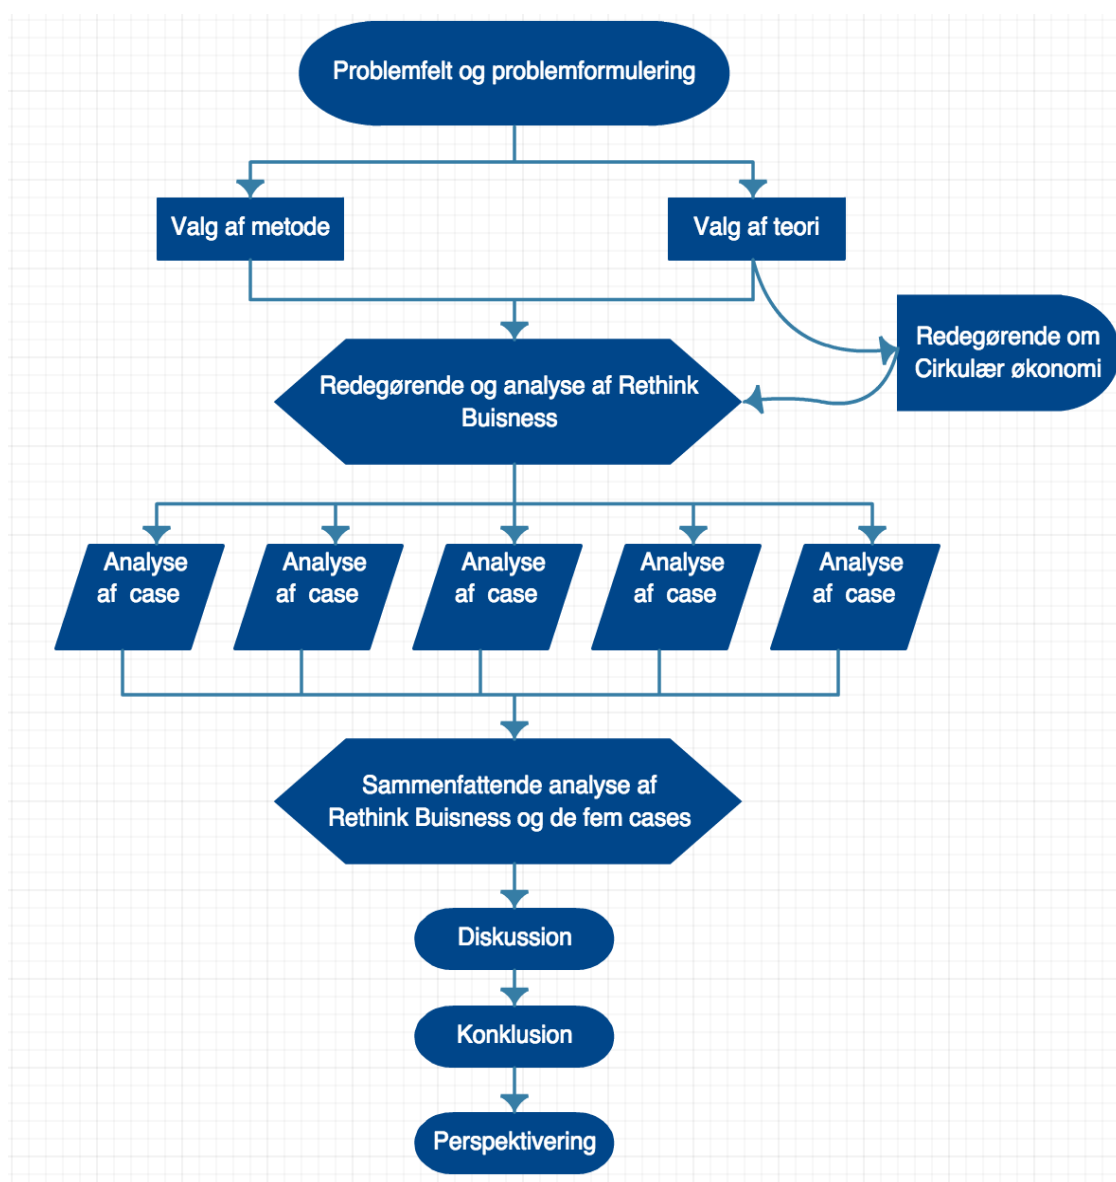 Problemfelt og problemformulering
Valg af metode
Valg af teori
Redegørende om
Cirkulær økonomi
Redegørende og analyse af Rethink
Buisness
Analyse
af case
Analyse
af case
Analyse
af case
Analyse
af case
Analyse
af case
Sammenfattende analyse af
Rethink Buisness og de fem cases
Diskussion
Konklusion
Perspektivering